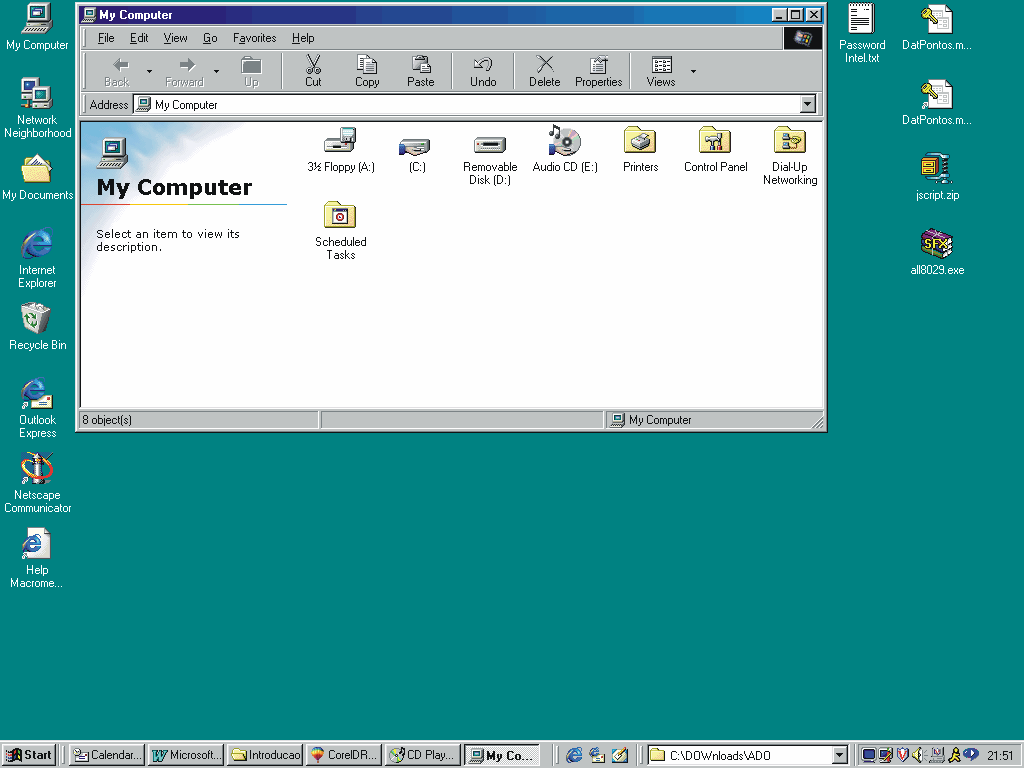 My Computer
File Edit View Go Favorites Help
Back Forward Up Cut Copy Paste Undo Delete Properties Views
Address My Computer
My Computer
Select an item to view its
description.
3½ Floppy (A:)
(C:)
Removable
Disk (D:)
Audio CD (E:)
Printers
Control Panel
Dial-Up
Networking
Scheduled
Tasks
8 object(s)
My Computer
My Computer
Network
Neighborhood
My Documents
Internet
Explorer
Recycle Bin
Outlook
Express
Netscape
Communicator
Help
Macrome...
Password
Intel.txt
DatPontos.m...
DatPontos.m...
jscript.zip
SFX
all8029.exe
Start
Calendar...
Microsoft...
Introducao
CorelDR...
CD Play...
My Co...
C:\DOWnloads\ADO
21:51